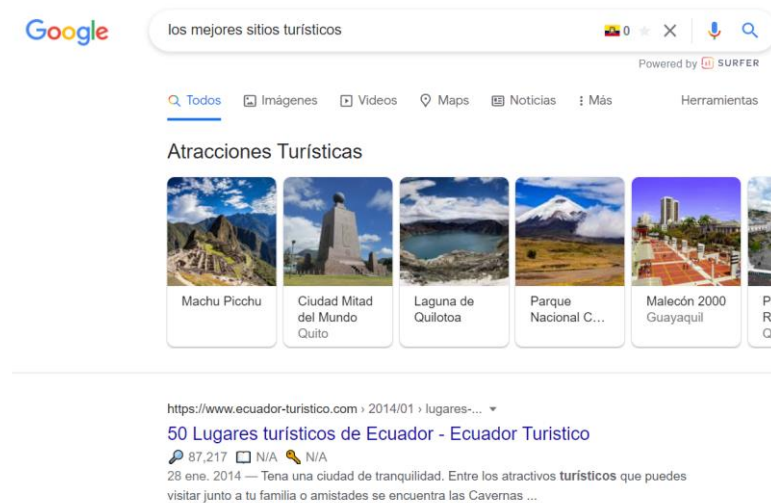 Google
los mejores sitios turísticos
0
Powered by SURFER
Todos Imágenes Videos Maps Noticias Más Herramientas
Atracciones Turísticas
Machu Picchu
Ciudad Mitad
del Mundo
Quito
Laguna de
Quilotoa
Parque
Nacional C...
Malecón 2000
Guayaquil
P
R
Q
https://www.ecuador-turistico.com › 2014/01 › lugares-...
50 Lugares turísticos de Ecuador - Ecuador Turistico
87,217 N/A N/A
28 ene. 2014 — Tena una ciudad de tranquilidad. Entre los atractivos turísticos que puedes
visitar junto a tu familia o amistades se encuentra las Cavernas ...